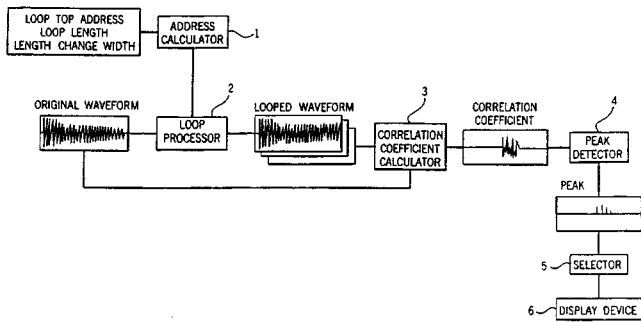 LOOP TOP ADDRESS
LOOP LENGTH
LENGTH CHANGE WIDTH
ADDRESS
CALCULATOR
1
ORIGINAL WAVEFORM
LOOP
PROCESSOR
2
LOOPED WAVEFORM
3
CORRELATION
COEFFICIENT
CALCULATOR
CORRELATION
COEFFICIENT
4
PEAK
DETECTOR
PEAK
5
SELECTOR
6
DISPLAY DEVICE